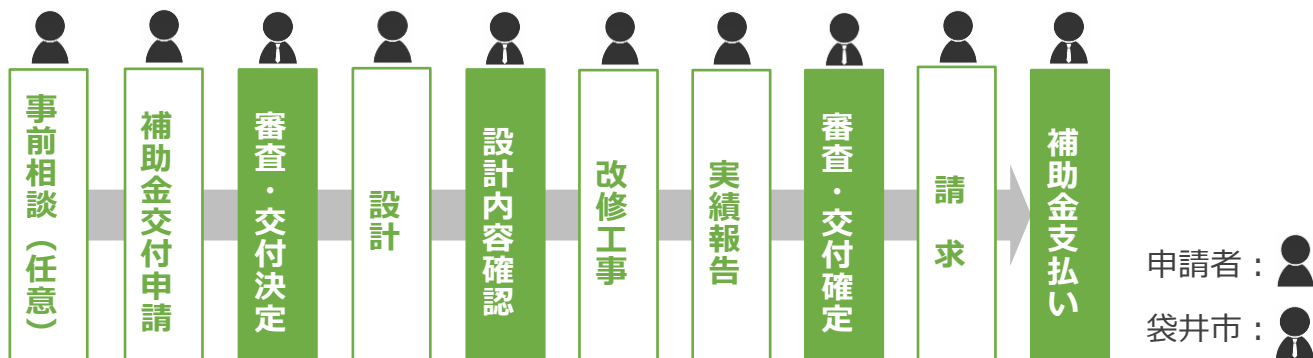 事前相談（任意）
補助金交付申請
審査・交付決定
設計
設計内容確認
改修工事
実績報告
審査・交付確定
請　求
補助金支払い
申請者：
袋井市：